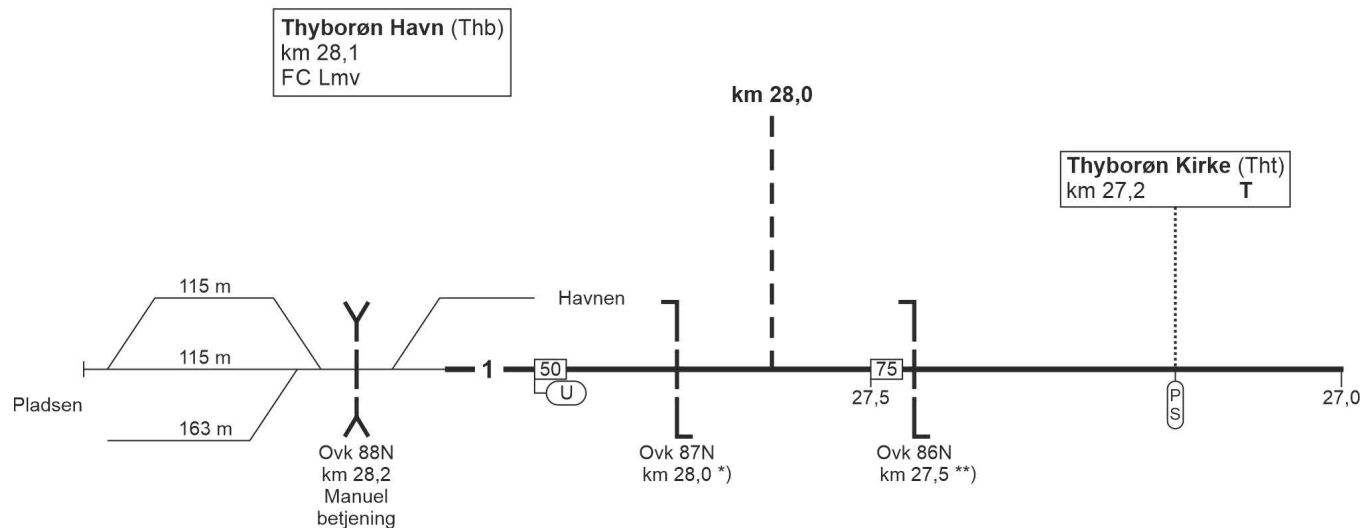 Thyborøn Havn (Thb)
km 28,1
FC Lmv
km 28,0
Thyborøn Kirke (Tht)
km 27,2 T
115 m
Havnen
115 m
1
50
75
U
27,5
P
S
27,0
Pladsen
163 m
Ovk 88N
km 28,2
Manuel
betjening
Ovk 87N
km 28,0 *)
Ovk 86N
km 27,5 **)